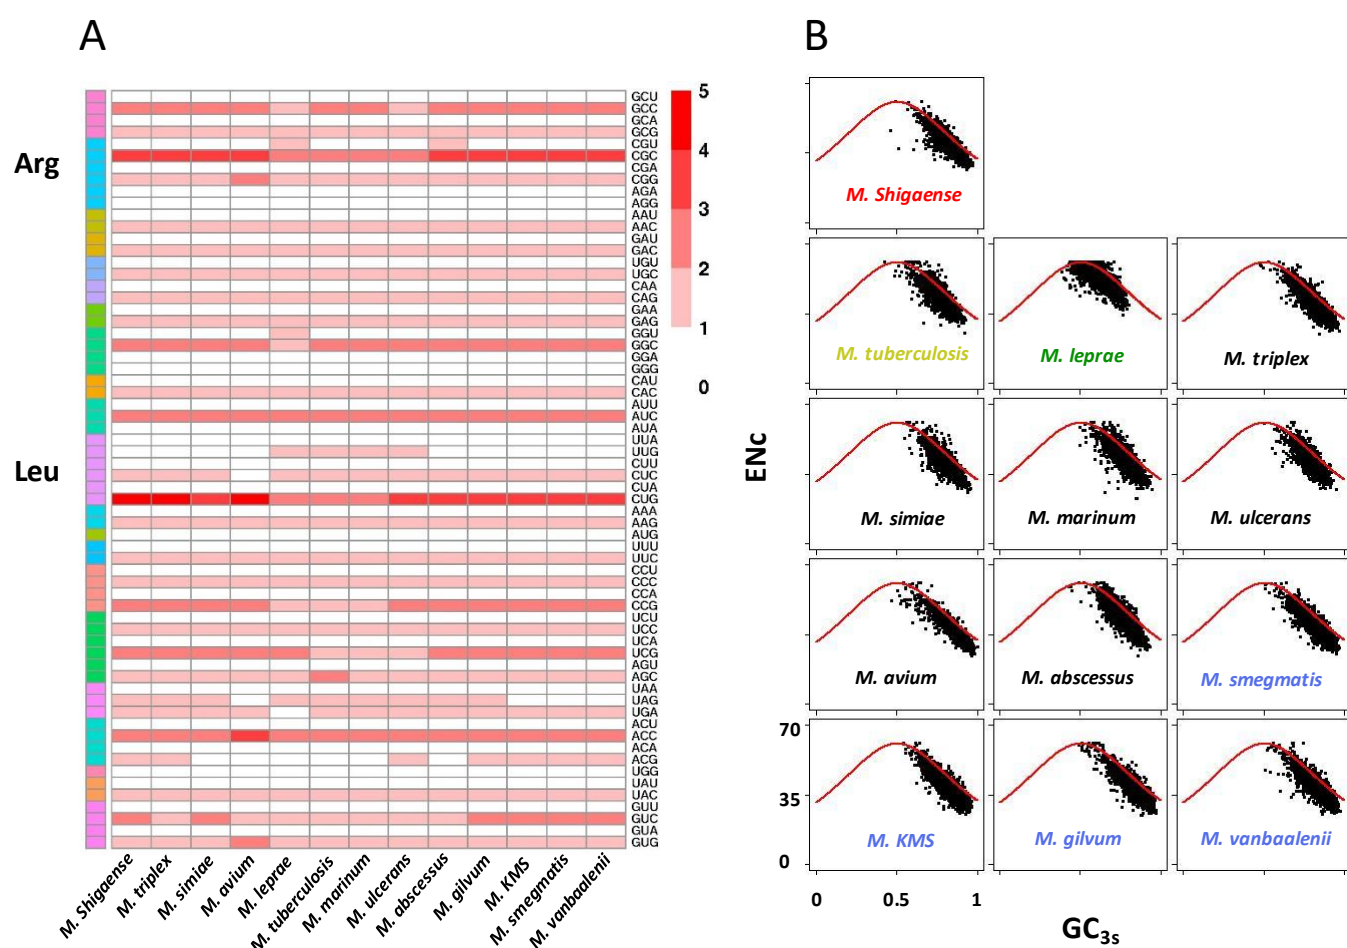 A
B
5
4
3
2
1
0
Arg
Leu
GCU
GCC
GCA
GCG
CGU
CGC
CGA
CGG
AGA
AGG
AAU
AAC
GAU
GAC
UGU
UGC
CAA
CAG
GAA
GAG
GGU
GGC
GGA
GGG
CAU
CAC
AUU
AUC
AUA
UUA
UUG
CUU
CUC
CUA
CUG
AAA
AAG
AUG
UUU
UUC
CCU
CCC
CCA
CCG
UCU
UCC
UCA
UCG
AGU
AGC
UAA
UAG
UGA
ACU
ACC
ACA
ACG
UGG
UAU
UAC
GUU
GUC
GUA
GUG
M. Shigaense
M. triplex
M. simiae
M. avium
M. leprae
M. tuberculosis
M. marinum
M. ulcerans
M. abscessus
M. gilvum
M. KMS
M. smegmatis
M. vanbaalenii
M. Shigaense
M. tuberculosis
M. leprae
M. triplex
ENc
M. simiae
M. marinum
M. ulcerans
M. avium
M. abscessus
M. smegmatis
70
35
0
M. KMS
M. gilvum
M. vanbaalenii
0
0.5
1
GC3s